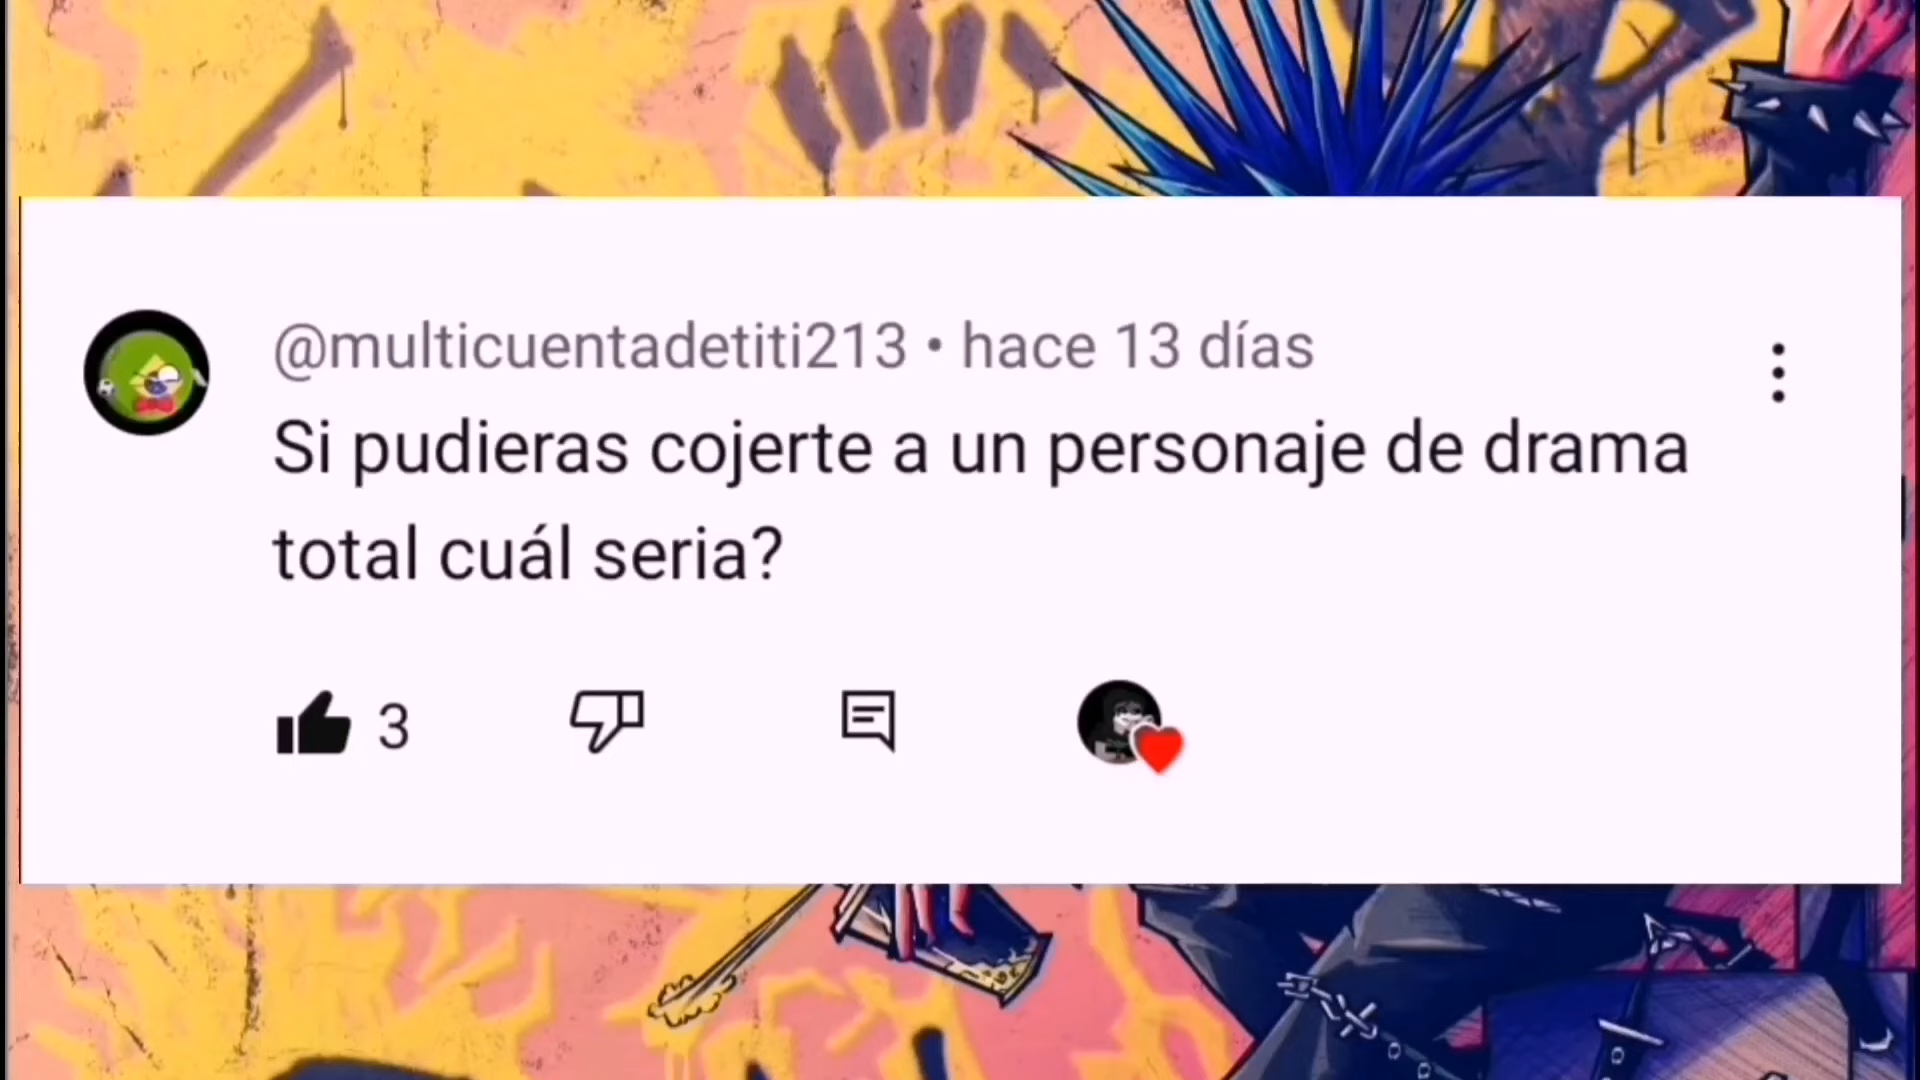 @multicuentadetiti213 • hace 13 días
Si pudieras cojerte a un personaje de drama
total cuál seria?
3